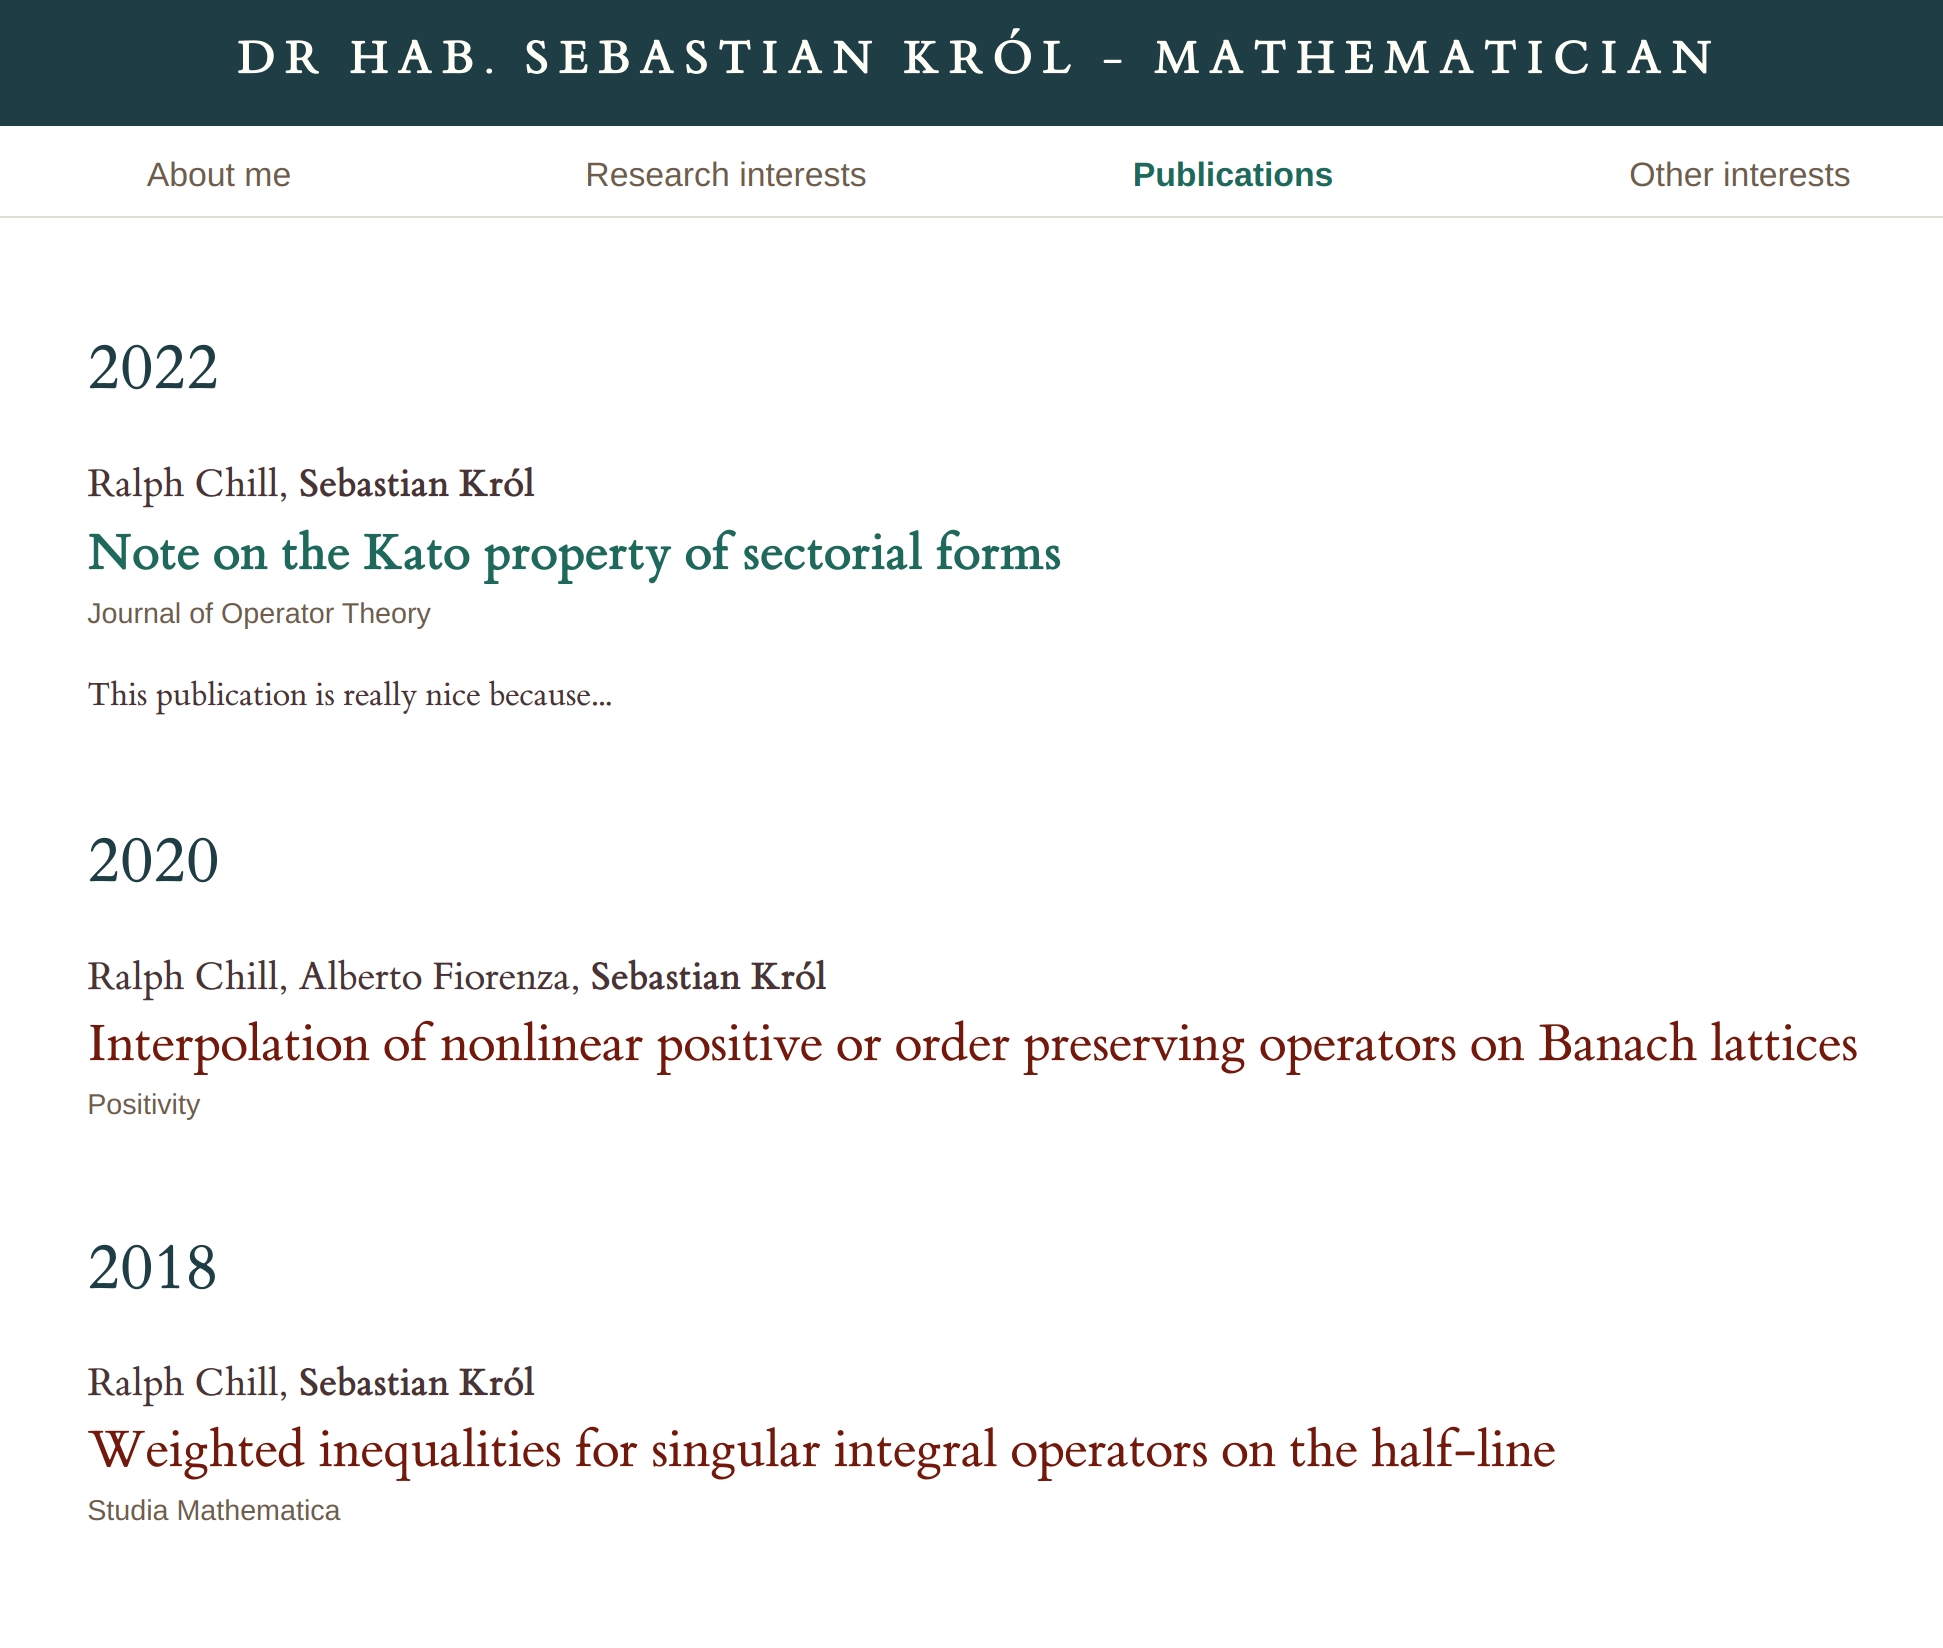 DR HAB. SEBASTIAN KRÓL – MATHEMATICIAN
About me Research interests Publications Other interests
2022
Ralph Chill, Sebastian Król
Note on the Kato property of sectorial forms
Journal of Operator Theory
This publication is really nice because...
2020
Ralph Chill, Alberto Fiorenza, Sebastian Król
Interpolation of nonlinear positive or order preserving operators on Banach lattices
Positivity
2018
Ralph Chill, Sebastian Król
Weighted inequalities for singular integral operators on the half-line
Studia Mathematica